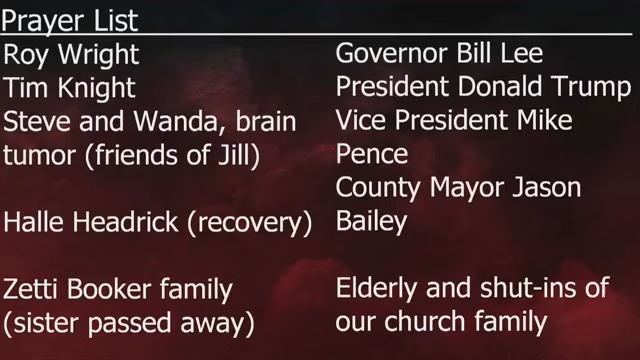 Prayer List
Roy Wright
Tim Knight
Steve and Wanda, brain
tumor (friends of Jill)
Halle Headrick (recovery)
Zetti Booker family
(sister passed away)
Governor Bill Lee
President Donald Trump
Vice President Mike
Pence
County Mayor Jason
Bailey
Elderly and shut-ins of
our church family